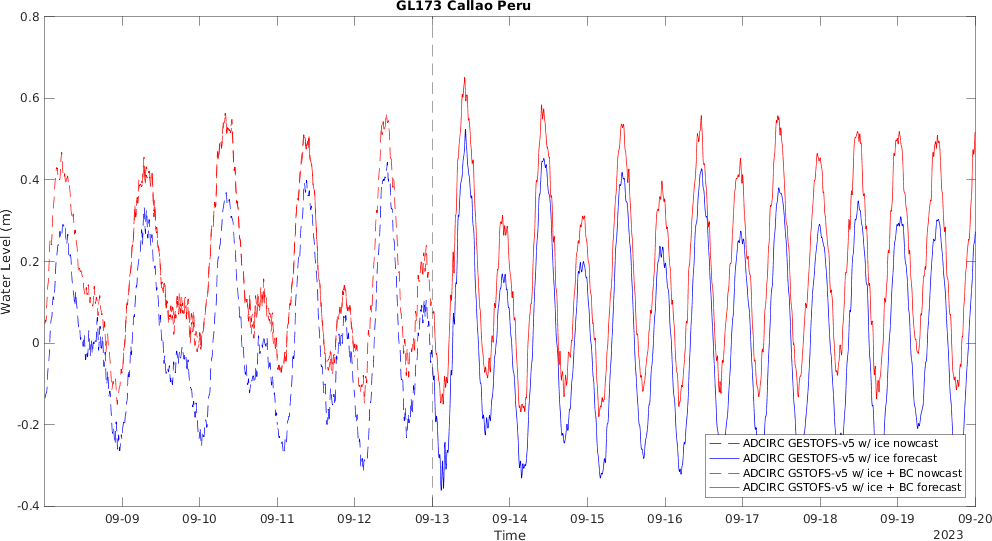 GL173 Callao Peru
0.8
0.6
0.4
0.2
0
-0.2
-0.4
Water Level (m)
ADCIRC GESTOFS-v5 w/ ice nowcast
ADCIRC GESTOFS-v5 w/ ice forecast
ADCIRC GSTOFS-v5 w/ ice + BC nowcast
ADCIRC GSTOFS-v5 w/ ice + BC forecast
09-09 09-10 09-11 09-12 09-13 09-14 09-15 09-16 09-17 09-18 09-19 09-20
Time
2023